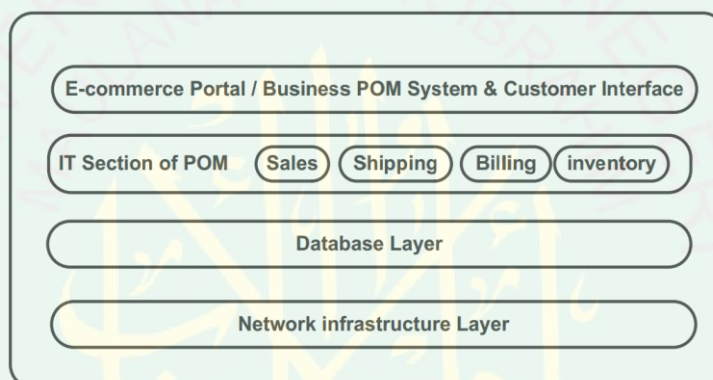 E-commerce Portal / Business POM System & Customer Interface
IT Section of POM Sales Shipping Billing inventory
Database Layer
Network infrastructure Layer